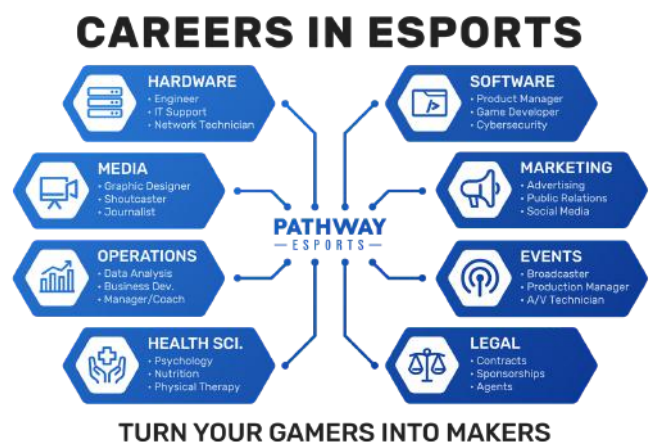 CAREERS IN ESPORTS
HARDWARE
• Engineer
• IT Support
• Network Technician
SOFTWARE
• Product Manager
• Game Developer
• Cybersecurity
MEDIA
• Graphic Designer
• Shoutcaster
• Journalist
MARKETING
• Advertising
• Public Relations
• Social Media
PATHWAY
ESPORTS
OPERATIONS
• Data Analysis
• Business Dev.
• Manager/Coach
EVENTS
• Broadcaster
• Production Manager
• A/V Technician
HEALTH SCI.
• Psychology
• Nutrition
• Physical Therapy
LEGAL
• Contracts
• Sponsorships
• Agents
TURN YOUR GAMERS INTO MAKERS